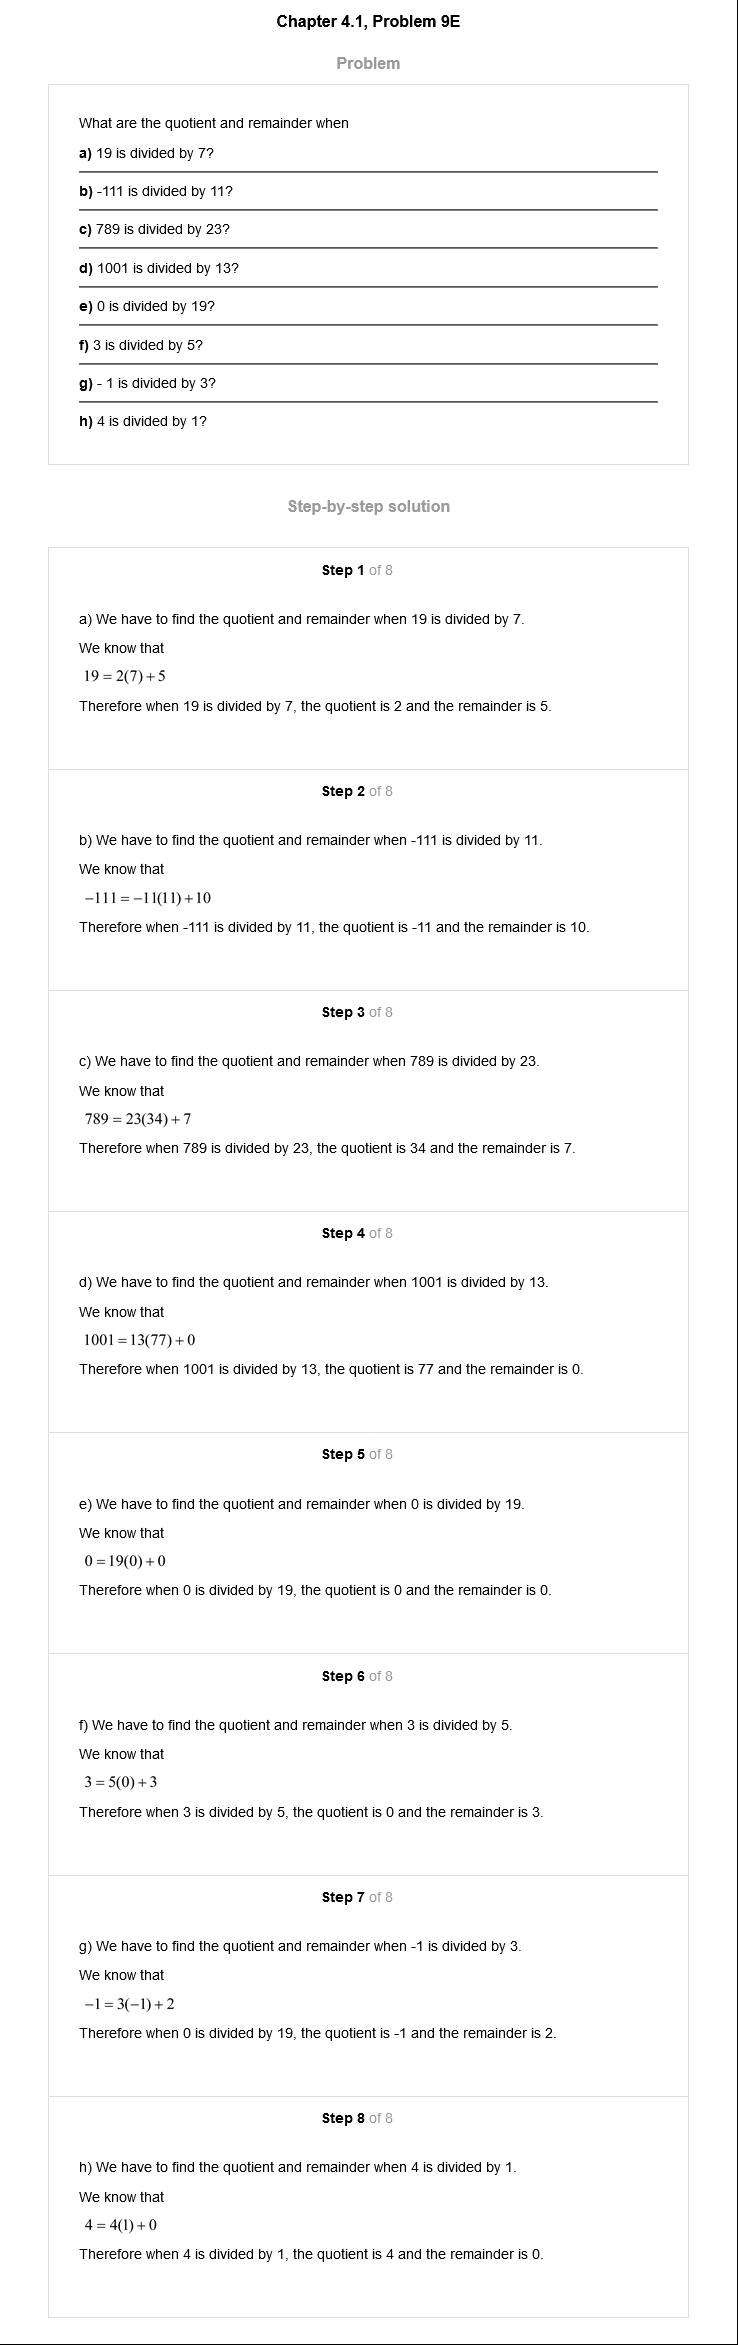 Chapter 4.1, Problem 9E
Problem
What are the quotient and remainder when
a) 19 is divided by 7?
b) -111 is divided by 11?
c) 789 is divided by 23?
d) 1001 is divided by 13?
e) 0 is divided by 19?
f) 3 is divided by 5?
g) - 1 is divided by 3?
h) 4 is divided by 1?
Step-by-step solution
Step 1 of 8
a) We have to find the quotient and remainder when 19 is divided by 7.
We know that
19 = 2(7) + 5
Therefore when 19 is divided by 7, the quotient is 2 and the remainder is 5.
Step 2 of 8
b) We have to find the quotient and remainder when -111 is divided by 11.
We know that
−111 = −11(11) + 10
Therefore when -111 is divided by 11, the quotient is -11 and the remainder is 10.
Step 3 of 8
c) We have to find the quotient and remainder when 789 is divided by 23.
We know that
789 = 23(34) + 7
Therefore when 789 is divided by 23, the quotient is 34 and the remainder is 7.
Step 4 of 8
d) We have to find the quotient and remainder when 1001 is divided by 13.
We know that
1001 = 13(77) + 0
Therefore when 1001 is divided by 13, the quotient is 77 and the remainder is 0.
Step 5 of 8
e) We have to find the quotient and remainder when 0 is divided by 19.
We know that
0 = 19(0) + 0
Therefore when 0 is divided by 19, the quotient is 0 and the remainder is 0.
Step 6 of 8
f) We have to find the quotient and remainder when 3 is divided by 5.
We know that
3 = 5(0) + 3
Therefore when 3 is divided by 5, the quotient is 0 and the remainder is 3.
Step 7 of 8
g) We have to find the quotient and remainder when -1 is divided by 3.
We know that
−1 = 3(−1) + 2
Therefore when 0 is divided by 19, the quotient is -1 and the remainder is 2.
Step 8 of 8
h) We have to find the quotient and remainder when 4 is divided by 1.
We know that
4 = 4(1) + 0
Therefore when 4 is divided by 1, the quotient is 4 and the remainder is 0.